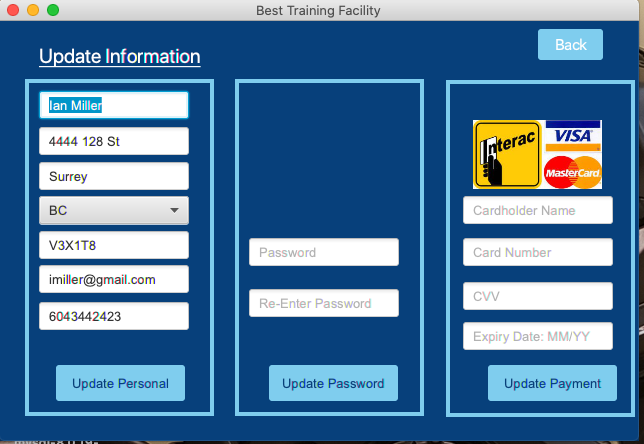 Best Training Facility
Back
Update Information
Ian Miller
4444 128 St
Surrey
BC
V3X1T8
imiller@gmail.com
6043442423
Update Personal
Password
Re-Enter Password
Update Password
Interac
VISA
MasterCard
Cardholder Name
Card Number
CVV
Expiry Date: MM/YY
Update Payment